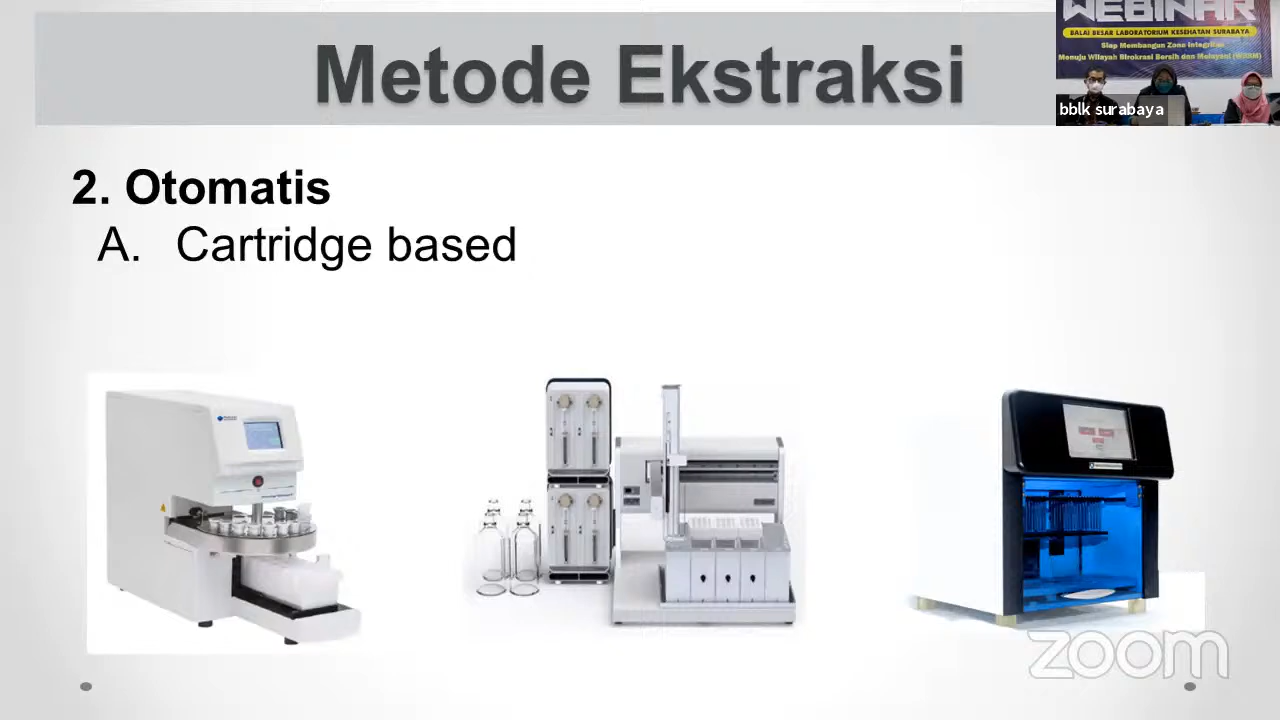 Metode Ekstraksi
WEBINAR
BALAI BESAR LABORATORIUM KESEHATAN SURABAYA
Siap Membangun Zona Integritas
Menuju Wilayah Birokrasi Bersih dan Melayani (WBBM)
bblk surabaya
2. Otomatis
A. Cartridge based
zoom